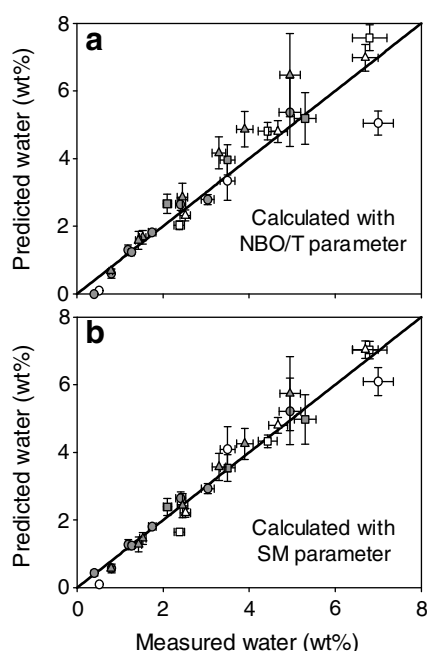 a
8
6
4
2
0
Predicted water (wt%)
Calculated with
NBO/T parameter
b
8
6
4
2
0
Predicted water (wt%)
Calculated with
SM parameter
0 2 4 6 8
Measured water (wt%)